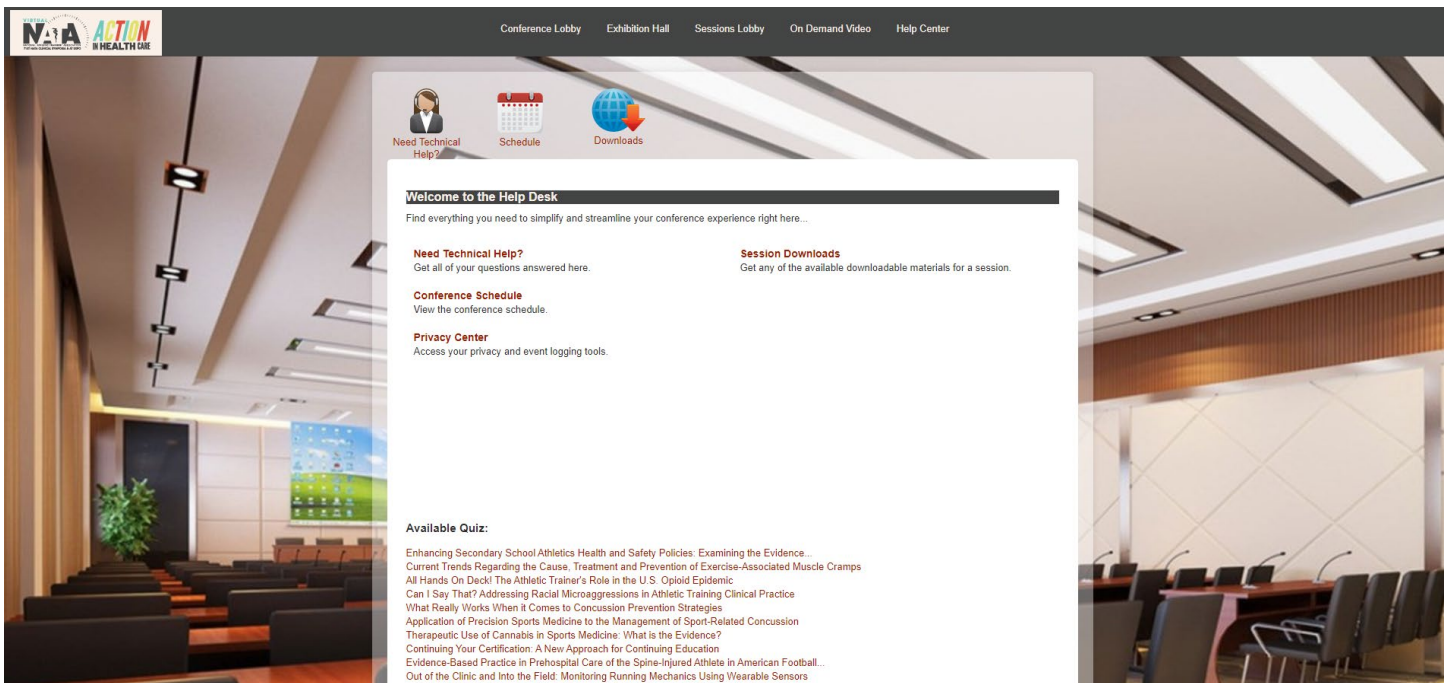 VIRTUAL
NATA
ACTION
IN HEALTH CARE
Conference Lobby Exhibition Hall Sessions Lobby On Demand Video Help Center
Need Technical Help?
Schedule
Downloads
Welcome to the Help Desk
Find everything you need to simplify and streamline your conference experience right here...
Need Technical Help?
Get all of your questions answered here.
Session Downloads
Get any of the available downloadable materials for a session.
Conference Schedule
View the conference schedule.
Privacy Center
Access your privacy and event logging tools.
Available Quiz:
Enhancing Secondary School Athletics Health and Safety Policies: Examining the Evidence...
Current Trends Regarding the Cause, Treatment and Prevention of Exercise-Associated Muscle Cramps
All Hands On Deck! The Athletic Trainer's Role in the U.S. Opioid Epidemic
Can I Say That? Addressing Racial Microaggressions in Athletic Training Clinical Practice
What Really Works When it Comes to Concussion Prevention Strategies
Application of Precision Sports Medicine to the Management of Sport-Related Concussion
Therapeutic Use of Cannabis in Sports Medicine: What is the Evidence?
Continuing Your Certification: A New Approach for Continuing Education
Evidence-Based Practice in Prehospital Care of the Spine-Injured Athlete in American Football...
Out of the Clinic and Into the Field: Monitoring Running Mechanics Using Wearable Sensors